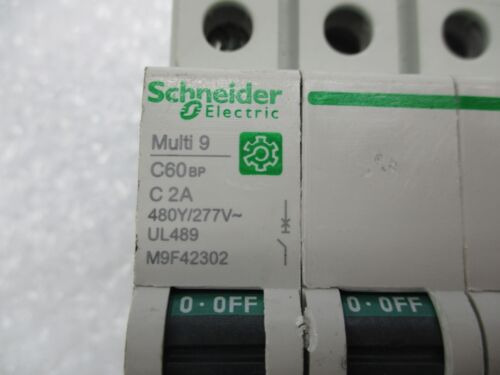 Schneider
Electric
Multi 9
C60BP
C 2A
480Y/277V~
UL489
M9F42302
0·OFF
0·OFF